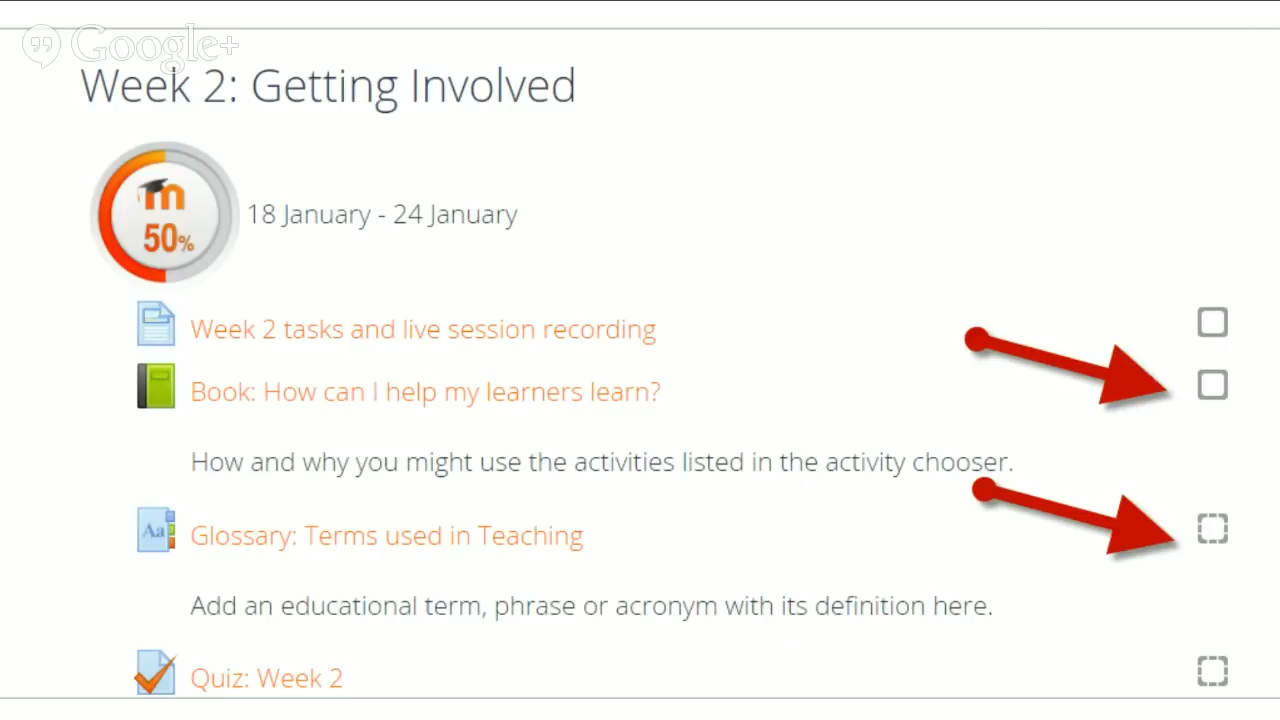 Google+
Week 2: Getting Involved
m
50%
18 January - 24 January
Week 2 tasks and live session recording
Book: How can I help my learners learn?
How and why you might use the activities listed in the activity chooser.
Aa
Glossary: Terms used in Teaching
Add an educational term, phrase or acronym with its definition here.
Quiz: Week 2